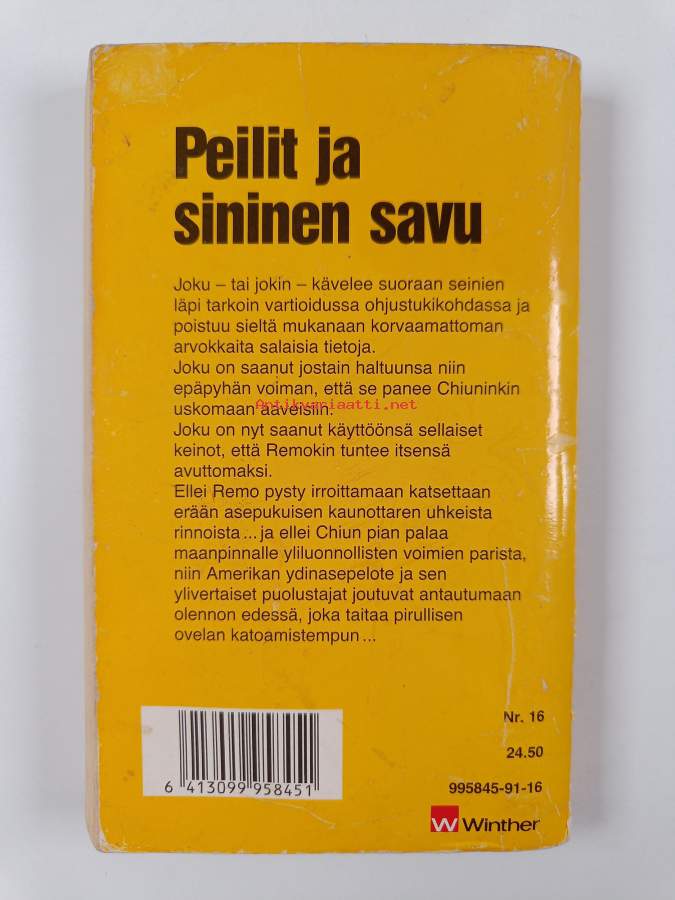 Peilit ja
sininen savu
Joku – tai jokin – kävelee suoraan seinien
läpi tarkoin vartioidussa ohjustukikohdassa ja
poistuu sieltä mukanaan korvaamattoman
arvokkaita salaisia tietoja.
Joku on saanut jostain haltuunsa niin
epäpyhän voiman, että se panee Chiuninkin
uskomaan aaveisiin.
Antikvariaatti.net
Joku on nyt saanut käyttöönsä sellaiset
keinot, että Remokin tuntee itsensä
avuttomaksi.
Ellei Remo pysty irroittamaan katsettaan
erään asepukuisen kaunottaren uhkeista
rinnoista ... ja ellei Chiun pian palaa
maanpinnalle yliluonnollisten voimien parista,
niin Amerikan ydinasepelote ja sen
ylivertaiset puolustajat joutuvat antautumaan
olennon edessä, joka taitaa pirullisen
ovelan katoamistempun ...
Nr. 16
24.50
6 413099 958451
995845-91-16
W Winther